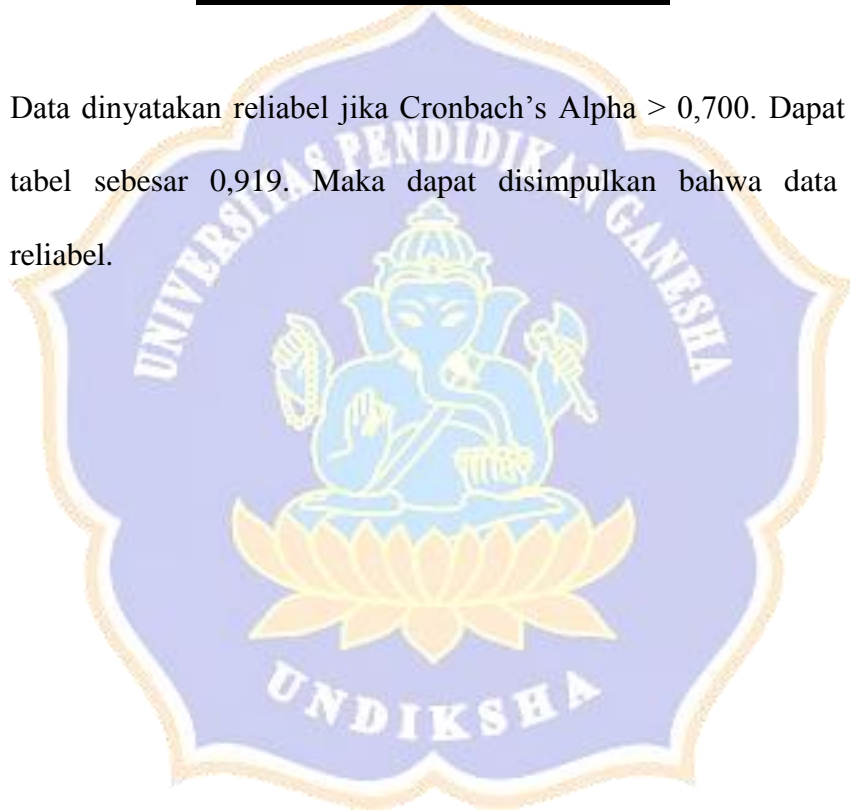 Data dinyatakan reliabel jika Cronbach’s Alpha > 0,700. Dapat
tabel sebesar 0,919. Maka dapat disimpulkan bahwa data
reliabel.
UNIVERSITAS PENDIDIKAN GANESHA
UNDIKSHA